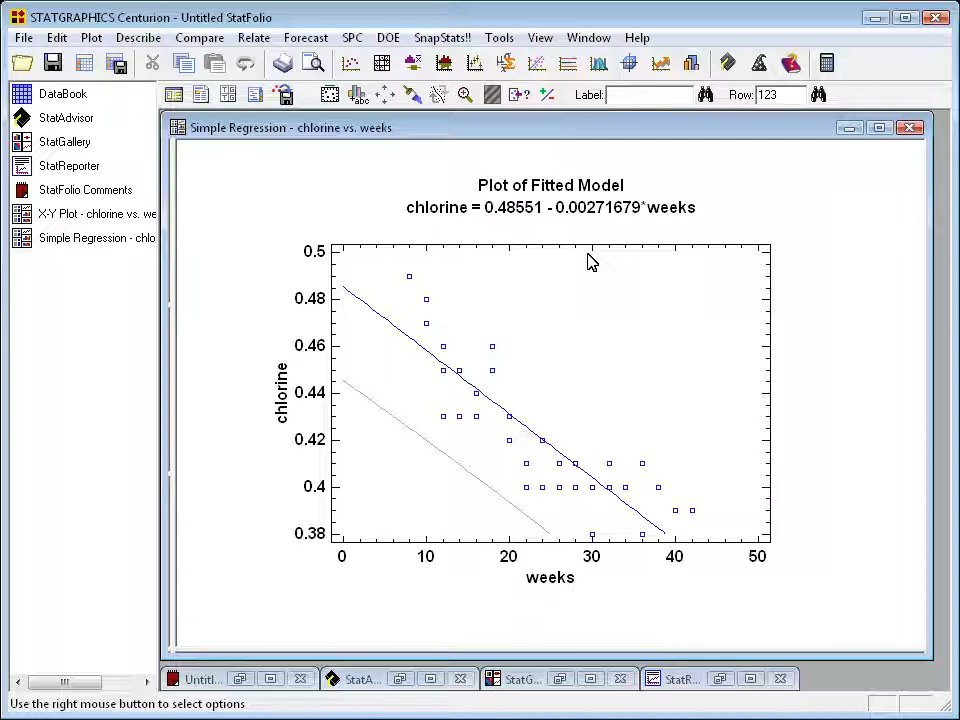 STATGRAPHICS Centurion - Untitled StatFolio
File Edit Plot Describe Compare Relate Forecast SPC DOE SnapStats!! Tools View Window Help
Label: Row: 123
DataBook
StatAdvisor
StatGallery
StatReporter
StatFolio Comments
X-Y Plot - chlorine vs. we
Simple Regression - chlo
Simple Regression - chlorine vs. weeks
Plot of Fitted Model
chlorine = 0.48551 - 0.00271679*weeks
0.5
0.48
0.46
0.44
0.42
0.4
0.38
chlorine
0 10 20 30 40 50
weeks
Untitl... StatA... StatG... StatR...
Use the right mouse button to select options